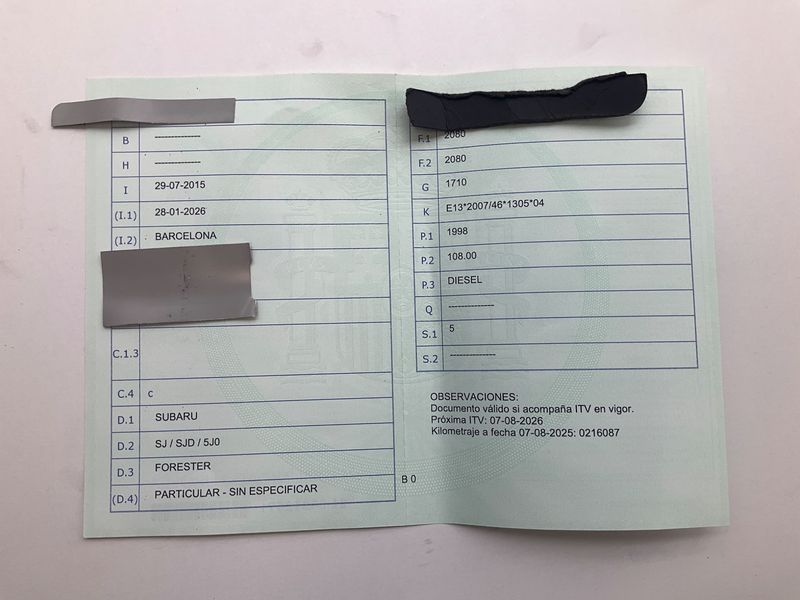 B --------------
H --------------
I 29-07-2015
(I.1) 28-01-2026
(I.2) BARCELONA
C.1.3
C.4 c
D.1 SUBARU
D.2 SJ / SJD / 5J0
D.3 FORESTER
(D.4) PARTICULAR - SIN ESPECIFICAR
F.1 2080
F.2 2080
G 1710
K E13*2007/46*1305*04
P.1 1998
P.2 108.00
P.3 DIESEL
Q --------------
S.1 5
S.2 --------------
OBSERVACIONES:
Documento válido si acompaña ITV en vigor.
Próxima ITV: 07-08-2026
Kilometraje a fecha 07-08-2025: 0216087
B 0